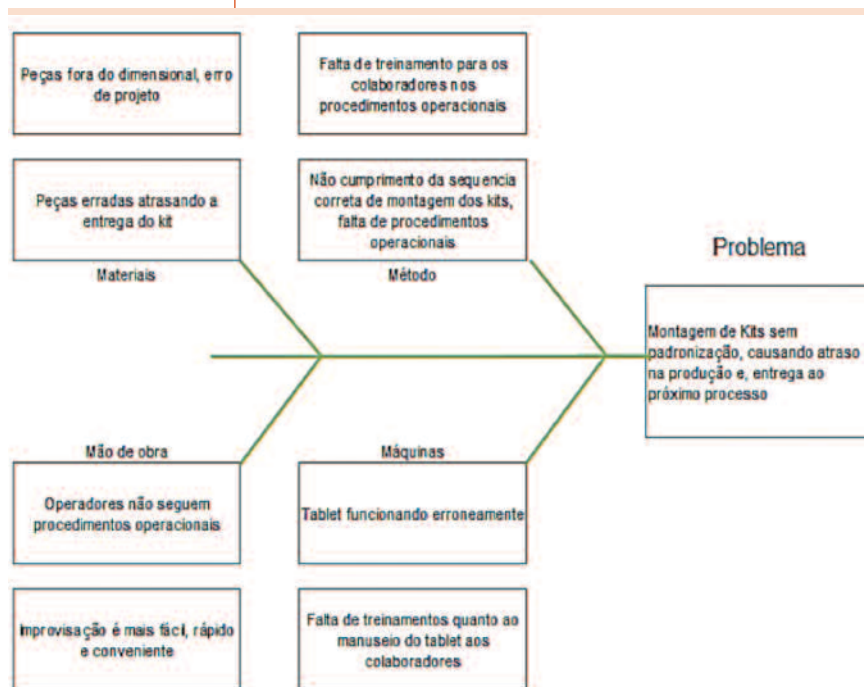 Peças fora do dimensional, erro
de projeto
Falta de treinamento para os
colaboradores nos
procedimentos operacionais
Peças erradas atrasando a
entrega do kit
Não cumprimento da sequencia
correta de montagem dos kits,
falta de procedimentos
operacionais
Materiais
Método
Problema
Montagem de Kits sem
padronização, causando atraso
na produção e, entrega ao
próximo processo
Mão de obra
Máquinas
Operadores não seguem
procedimentos operacionais
Tablet funcionando erroneamente
Improvisação é mais fácil, rápido
e conveniente
Falta de treinamentos quanto ao
manuseio do tablet aos
colaboradores